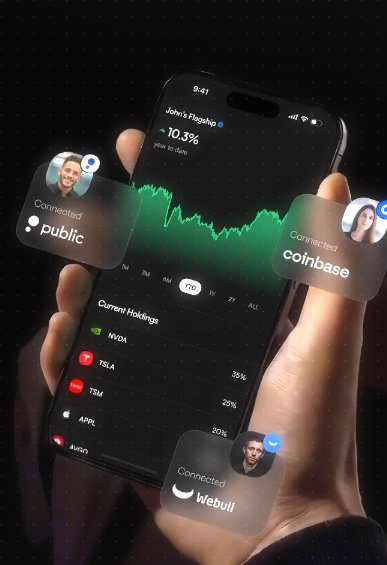 9:41
John's Flagship
10.3%
year to date
Connected
public
Connected
coinbase
1M 3M 6M YTD 1Y 2Y ALL
Current Holdings
NVDA
35%
TSLA
25%
TSM
20%
APPL
AVGO
Connected
Webull